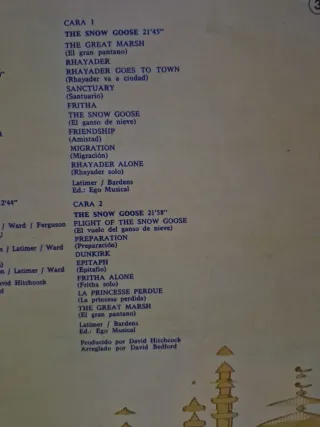 3
CARA 1
THE SNOW GOOSE 21'45"
THE GREAT MARSH
(El gran pantano)
RHAYADER
RHAYADER GOES TO TOWN
(Rhayader va a ciudad)
SANCTUARY
(Santuario)
FRITHA
THE SNOW GOOSE
(El ganso de nieve)
FRIENDSHIP
(Amistad)
MIGRATION
(Migración)
RHAYADER ALONE
(Rhayader solo)
Latimer / Bardens
Ed.: Ego Musical
CARA 2
THE SNOW GOOSE 21'58"
FLIGHT OF THE SNOW GOOSE
(El vuelo del ganso de nieve)
PREPARATION
(Preparación)
DUNKIRK
EPITAPH
(Epitafio)
FRITHA ALONE
(Fritha solo)
LA PRINCESSE PERDUE
(La princesa perdida)
THE GREAT MARSH
(El gran pantano)
Latimer / Bardens
Ed.: Ego Musical
Producido por David Hitchcock
Arreglado por David Bedford
2'44"
/ Ward / Ferguson
n / Latimer / Ward
on / Latimer / Ward
vid Hitchcock